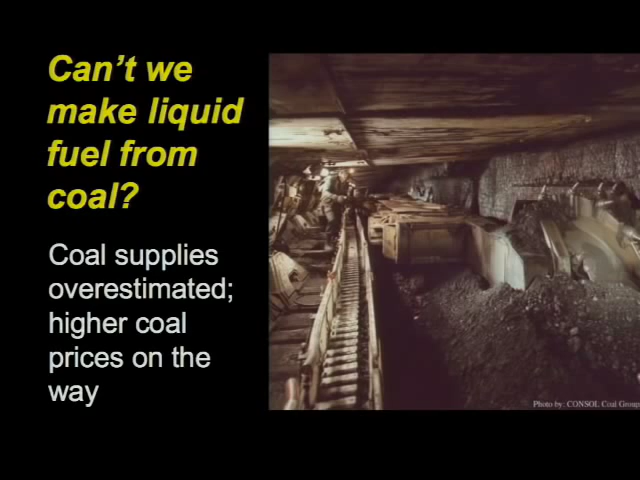 Can't we
make liquid
fuel from
coal?
Coal supplies
overestimated;
higher coal
prices on the
way
Photo by: CONSOL Coal Group